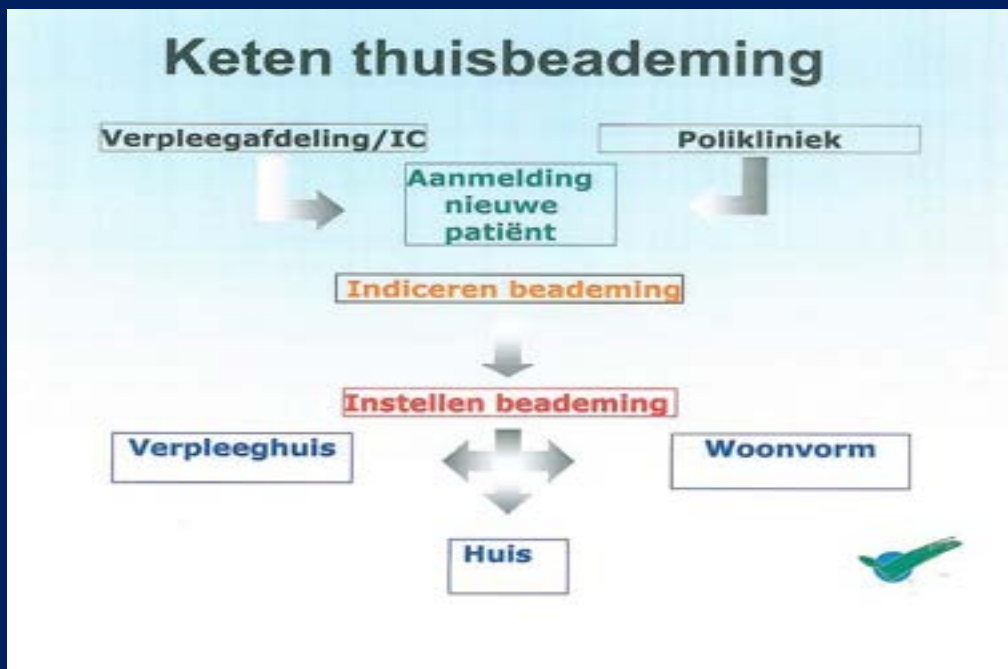 Keten thuisbeademing
Verpleegafdeling/IC
Polikliniek
Aanmelding
nieuwe
patiënt
Indiceren beademing
Instellen beademing
Verpleeghuis
Woonvorm
Huis